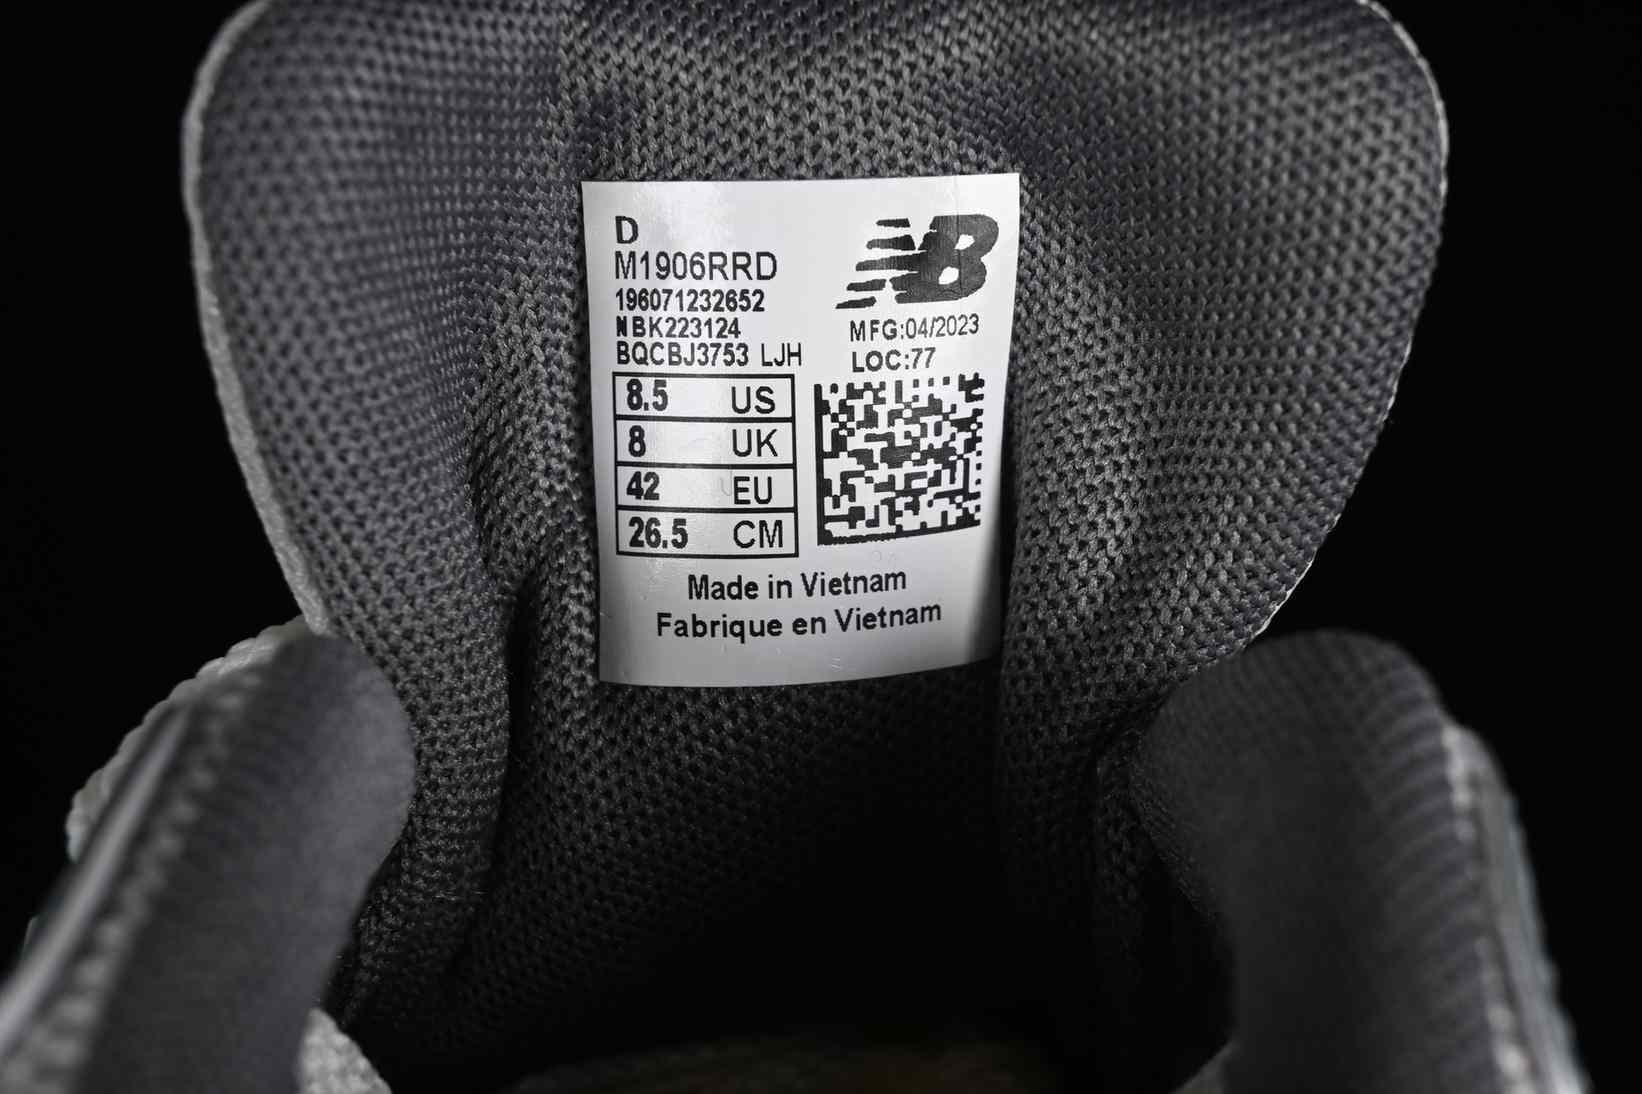 D
M1906RRD
196071232652
NBK223124
BQCBJ3753 LJH
NB
MFG:04/2023
LOC:77
8.5 US
8 UK
42 EU
26.5 CM
Made in Vietnam
Fabrique en Vietnam